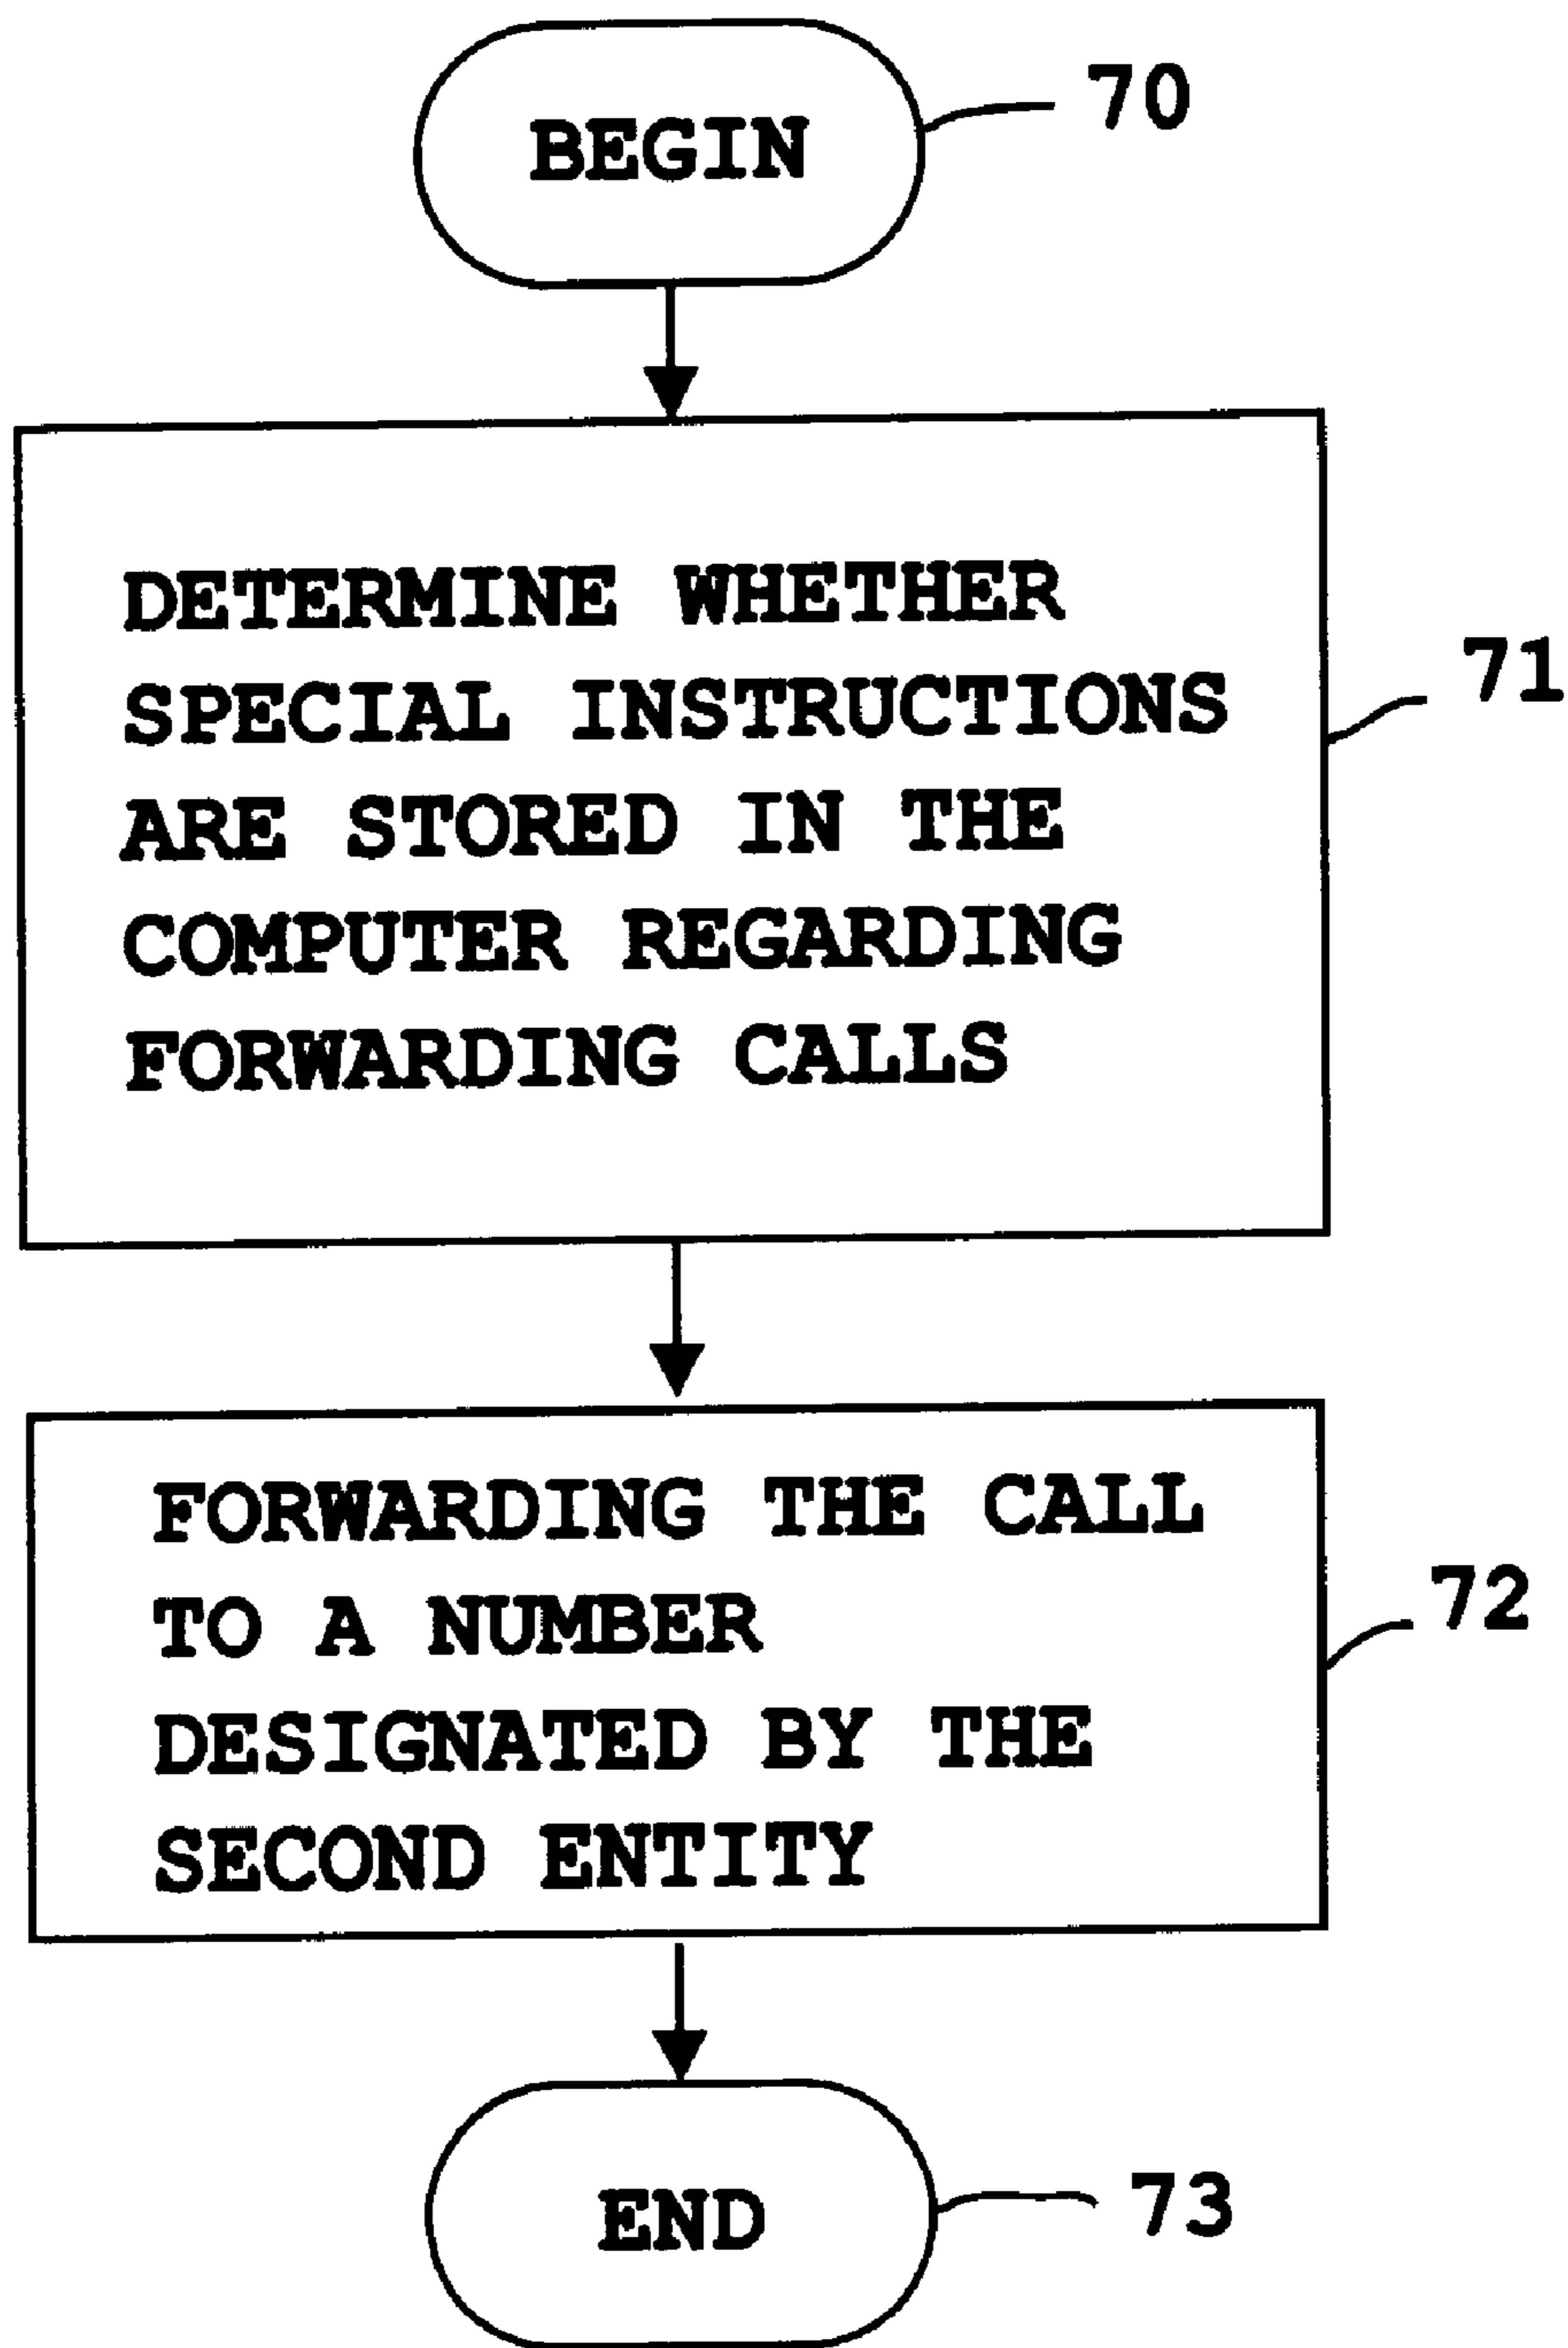 BEGIN
70
DETERMINE WHETHER
SPECIAL INSTRUCTIONS
ARE STORED IN THE
COMPUTER REGARDING
FORWARDING CALLS
71
FORWARDING THE CALL
TO A NUMBER
DESIGNATED BY THE
SECOND ENTITY
72
END
73